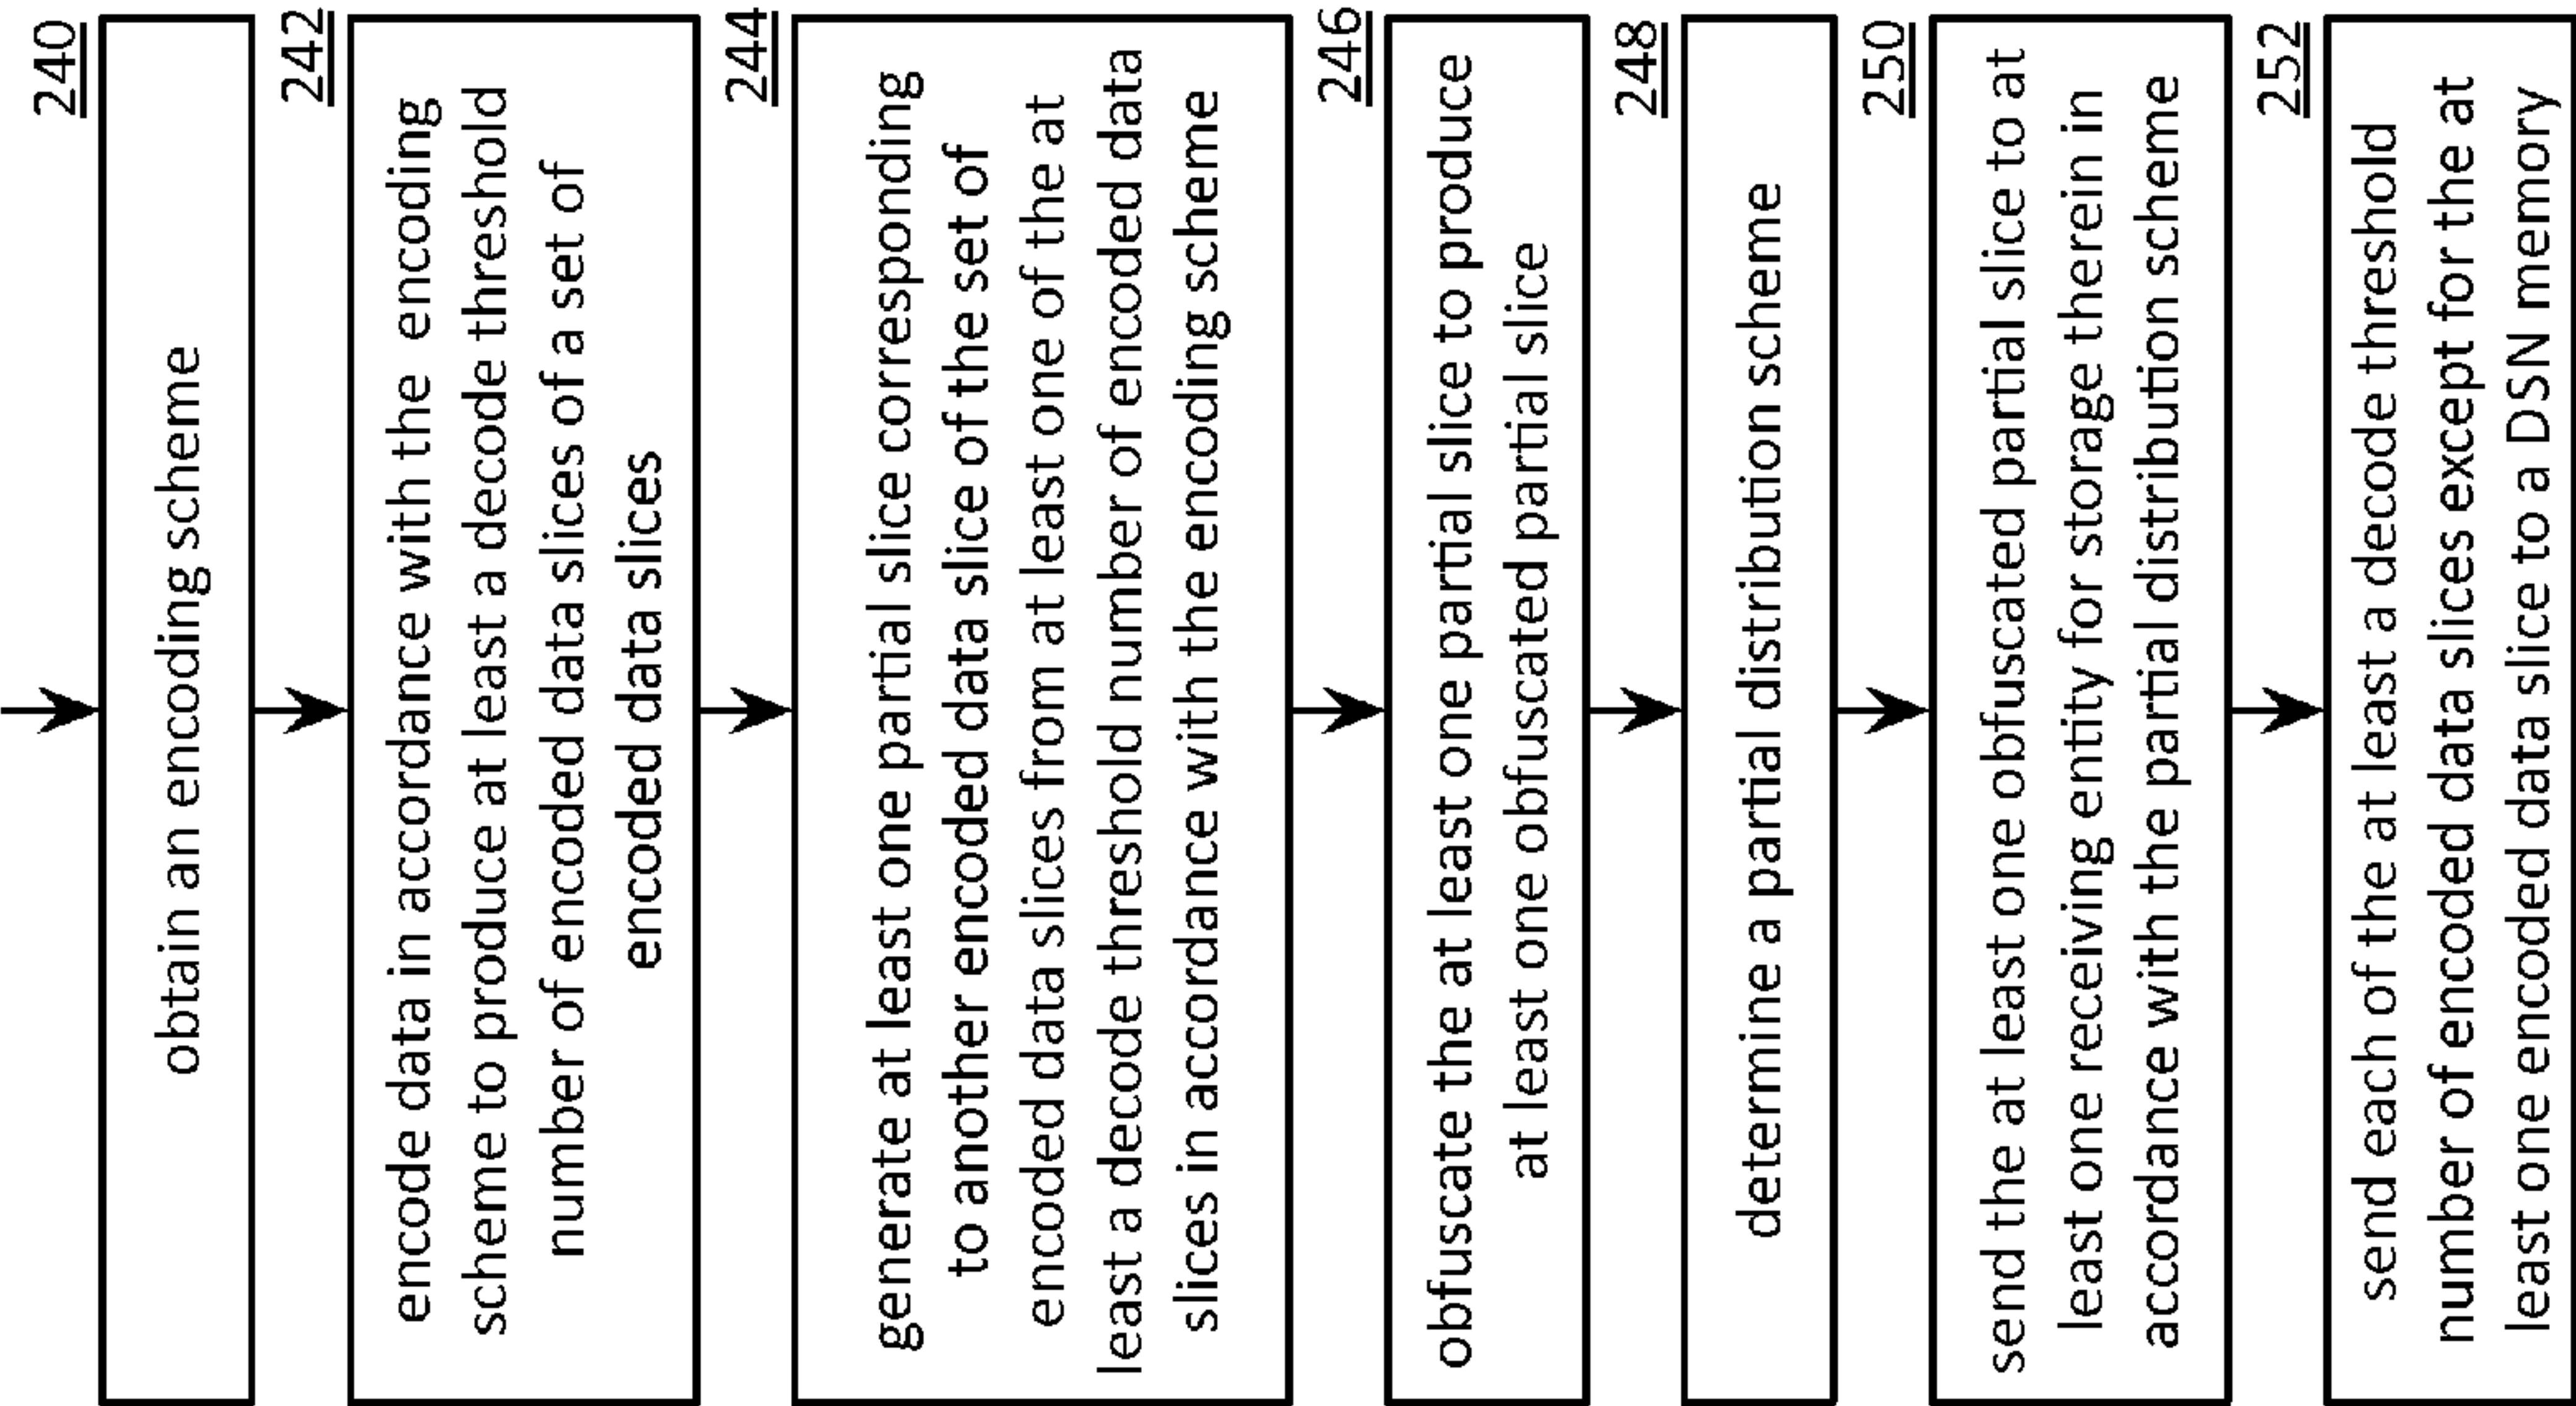 240
obtain an encoding scheme
242
encode data in accordance with the encoding
scheme to produce at least a decode threshold
number of encoded data slices of a set of
encoded data slices
244
generate at least one partial slice corresponding
to another encoded data slice of the set of
encoded data slices from at least one of the at
least a decode threshold number of encoded data
slices in accordance with the encoding scheme
246
obfuscate the at least one partial slice to produce
at least one obfuscated partial slice
248
determine a partial distribution scheme
250
send the at least one obfuscated partial slice to at
least one receiving entity for storage therein in
accordance with the partial distribution scheme
252
send each of the at least a decode threshold
number of encoded data slices except for the at
least one encoded data slice to a DSN memory